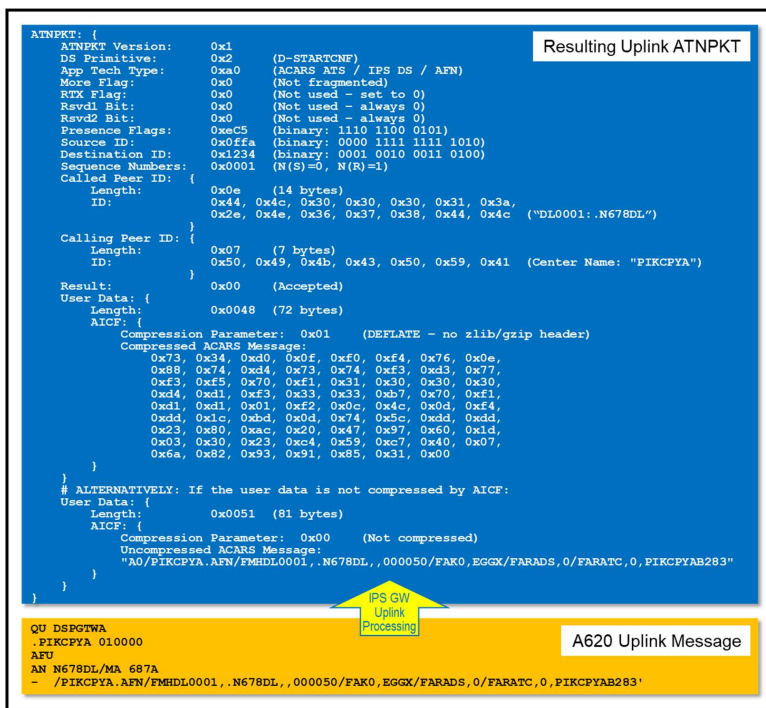 Resulting Uplink ATNPKT
ATNPKT: {
ATNPKT Version: 0x1
DS Primitive: 0x2 (D-STARTCNF)
App Tech Type: 0xa0 (ACARS ATS / IPS DS / AFN)
More Flag: 0x0 (Not fragmented)
RTX Flag: 0x0 (Not used – set to 0)
Rsvd1 Bit: 0x0 (Not used – always 0)
Rsvd2 Bit: 0x0 (Not used – always 0)
Presence Flags: 0xeC5 (binary: 1110 1100 0101)
Source ID: 0x0ffa (binary: 0000 1111 1111 1010)
Destination ID: 0x1234 (binary: 0001 0010 0011 0100)
Sequence Numbers: 0x0001 (N(S)=0, N(R)=1)
Called Peer ID: {
Length: 0x0e (14 bytes)
ID: 0x44, 0x4c, 0x30, 0x30, 0x30, 0x31, 0x3a,
0x2e, 0x4e, 0x36, 0x37, 0x38, 0x44, 0x4c (“DL0001:.N678DL”)
}
Calling Peer ID: {
Length: 0x07 (7 bytes)
ID: 0x50, 0x49, 0x4b, 0x43, 0x50, 0x59, 0x41 (Center Name: "PIKCPYA")
}
Result: 0x00 (Accepted)
User Data: {
Length: 0x0048 (72 bytes)
AICF: {
Compression Parameter: 0x01 (DEFLATE – no zlib/gzip header)
Compressed ACARS Message:
0x73, 0x34, 0xd0, 0x0f, 0xf0, 0xf4, 0x76, 0x0e,
0x88, 0x74, 0xd4, 0x73, 0x74, 0xf3, 0xd3, 0x77,
0xf3, 0xf5, 0x70, 0xf1, 0x31, 0x30, 0x30, 0x30,
0xd4, 0xd1, 0xf3, 0x33, 0x33, 0xb7, 0x70, 0xf1,
0xd1, 0xd1, 0x01, 0xf2, 0x0c, 0x4c, 0x0d, 0xf4,
0xdd, 0x1c, 0xbd, 0x0d, 0x74, 0x5c, 0xdd, 0xdd,
0x23, 0x80, 0xac, 0x20, 0x47, 0x97, 0x60, 0x1d,
0x03, 0x30, 0x23, 0xc4, 0x59, 0xc7, 0x40, 0x07,
0x6a, 0x82, 0x93, 0x91, 0x85, 0x31, 0x00
}
}
# ALTERNATIVELY: If the user data is not compressed by AICF:
User Data: {
Length: 0x0051 (81 bytes)
AICF: {
Compression Parameter: 0x00 (Not compressed)
Uncompressed ACARS Message:
"A0/PIKCPYA.AFN/FMHDL0001,.N678DL,,000050/FAK0,EGGX/FARADS,0/FARATC,0,PIKCPYAB283"
}
}
}
IPS GW
Uplink
Processing
A620 Uplink Message
QU DSPGTWA
.PIKCPYA 010000
AFU
AN N678DL/MA 687A
- /PIKCPYA.AFN/FMHDL0001,.N678DL,,000050/FAK0,EGGX/FARADS,0/FARATC,0,PIKCPYAB283'